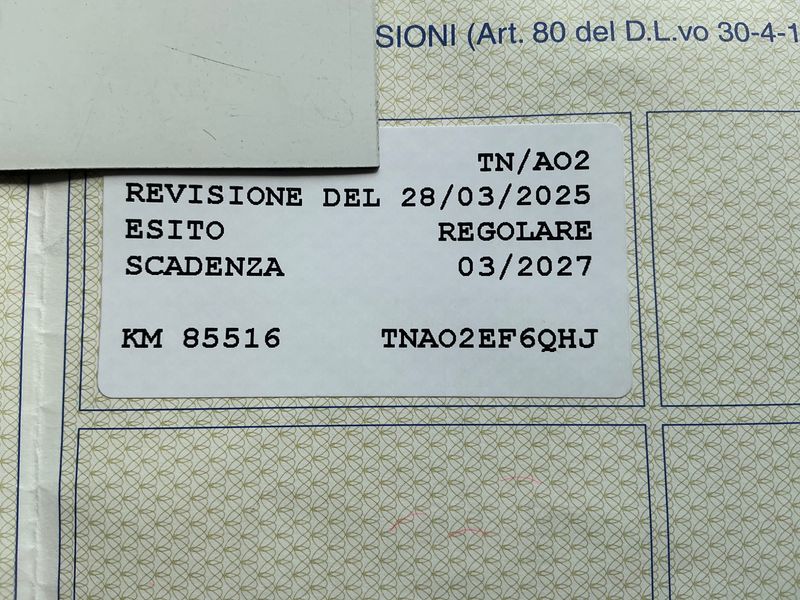 SIONI (Art. 80 del D.L.vo 30-4-1
TN/AO2
REVISIONE DEL 28/03/2025
ESITO REGOLARE
SCADENZA 03/2027
KM 85516 TNAO2EF6QHJ